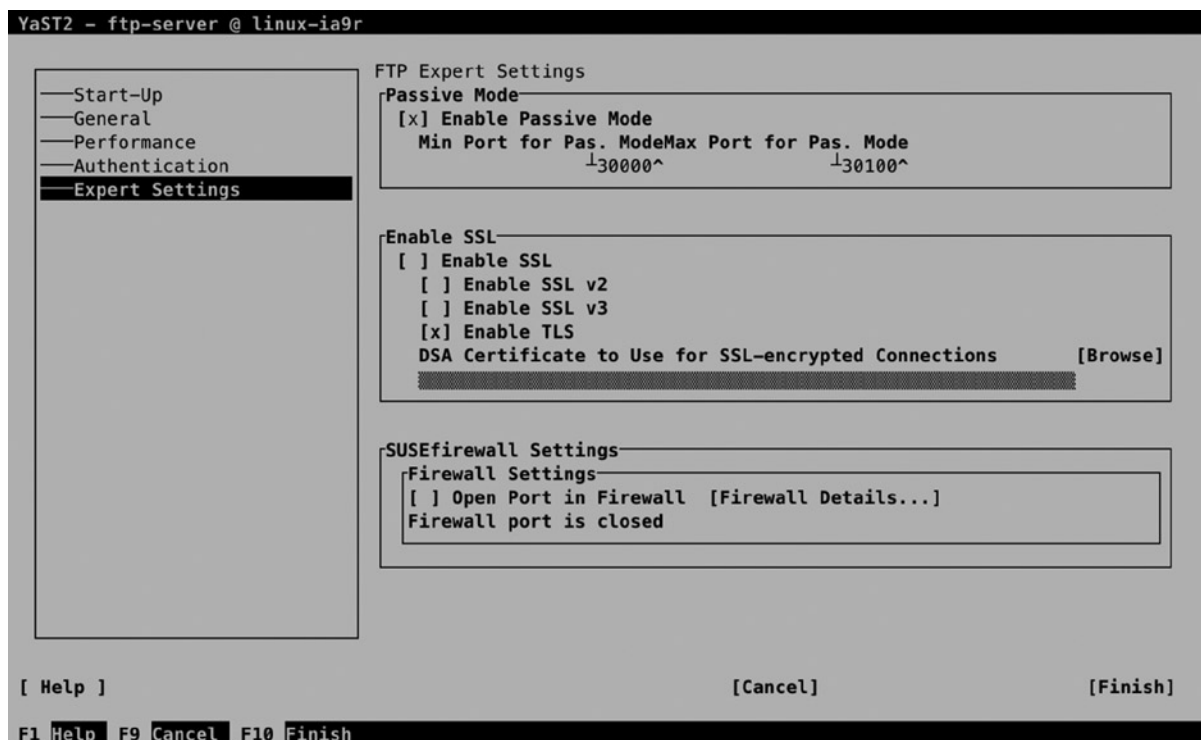 YaST2 - ftp-server @ linux-ia9r
Start-Up
General
Performance
Authentication
Expert Settings
FTP Expert Settings
Passive Mode
[x] Enable Passive Mode
Min Port for Pas. ModeMax Port for Pas. Mode
30000^ 30100^
Enable SSL
[ ] Enable SSL
[ ] Enable SSL v2
[ ] Enable SSL v3
[x] Enable TLS
DSA Certificate to Use for SSL-encrypted Connections [Browse]
SUSEfirewall Settings
Firewall Settings
[ ] Open Port in Firewall [Firewall Details...]
Firewall port is closed
[ Help ] [Cancel] [Finish]
F1 Help F9 Cancel F10 Finish